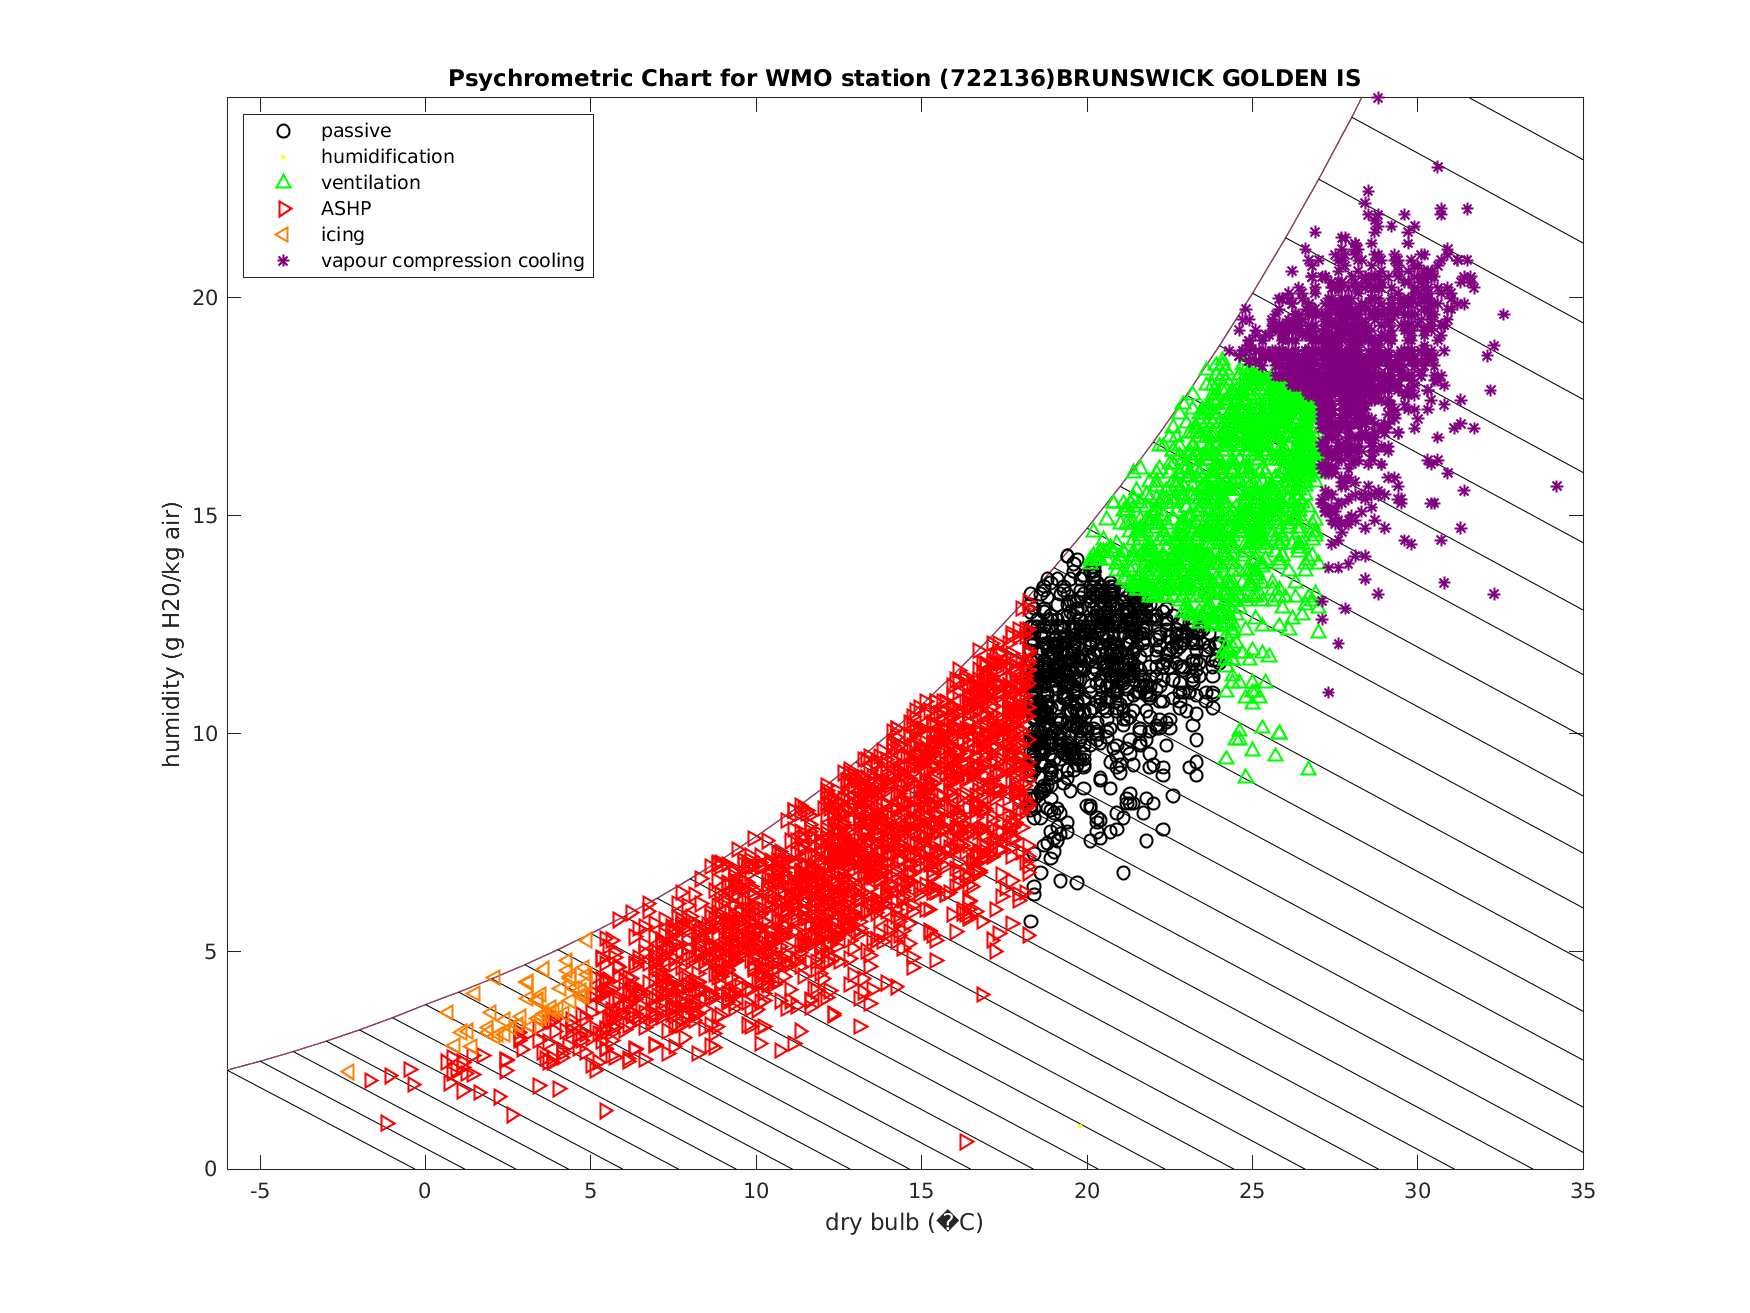 Psychrometric Chart for WMO station (722136)BRUNSWICK GOLDEN IS
passive
humidification
ventilation
ASHP
icing
vapour compression cooling
humidity (g H20/kg air)
20
15
10
5
0
-5 0 5 10 15 20 25 30 35
dry bulb (�C)